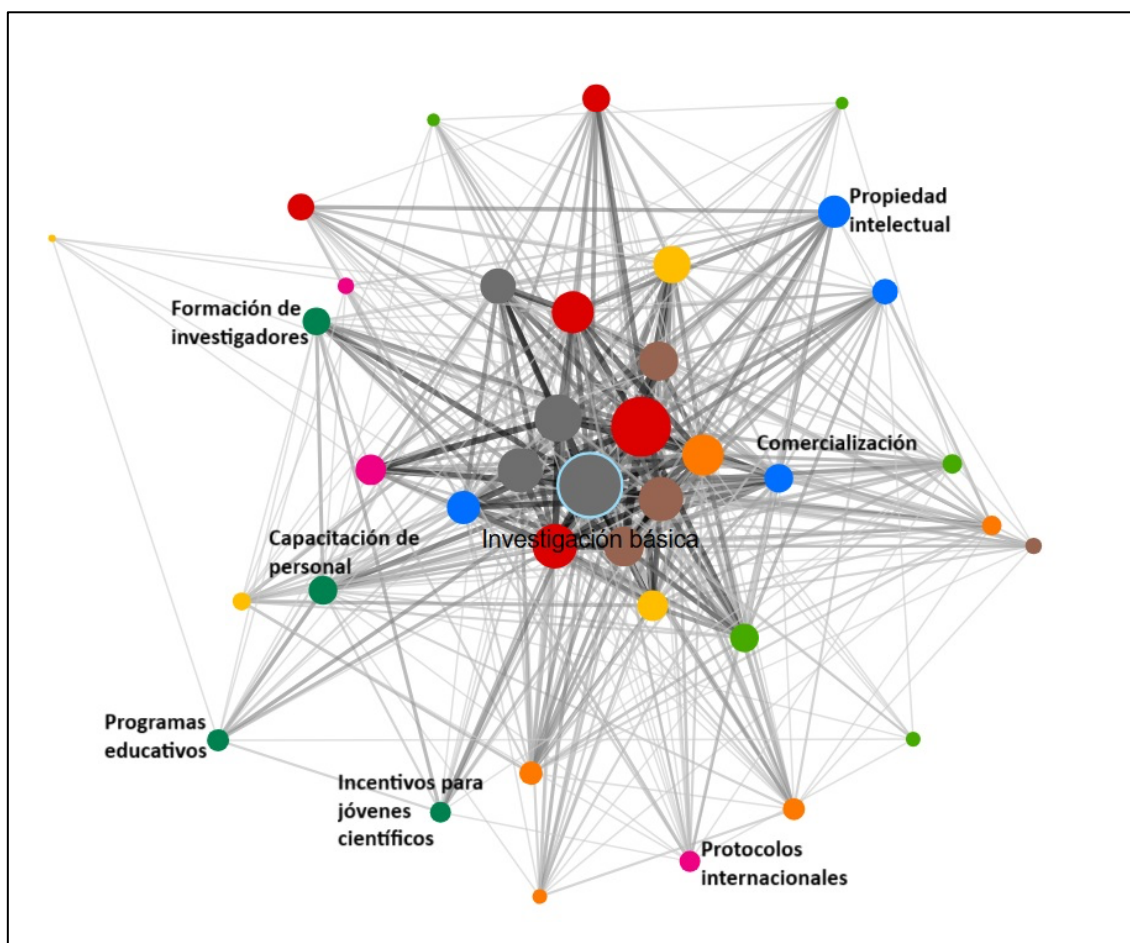 Propiedad
intelectual
Formación de
investigadores
Comercialización
Investigación básica
Capacitación de
personal
Programas
educativos
Incentivos para
jóvenes
científicos
Protocolos
internacionales